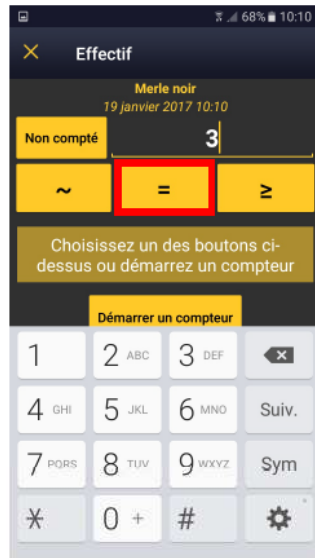 68% 10:10
× Effectif
Merle noir
19 janvier 2017 10:10
Non compté 3
~ = ≥
Choisissez un des boutons ci-
dessus ou démarrez un compteur
Démarrer un compteur
1 2 ABC 3 DEF
4 GHI 5 JKL 6 MNO Suiv.
7 PQRS 8 TUV 9 WXYZ Sym
* 0 + #